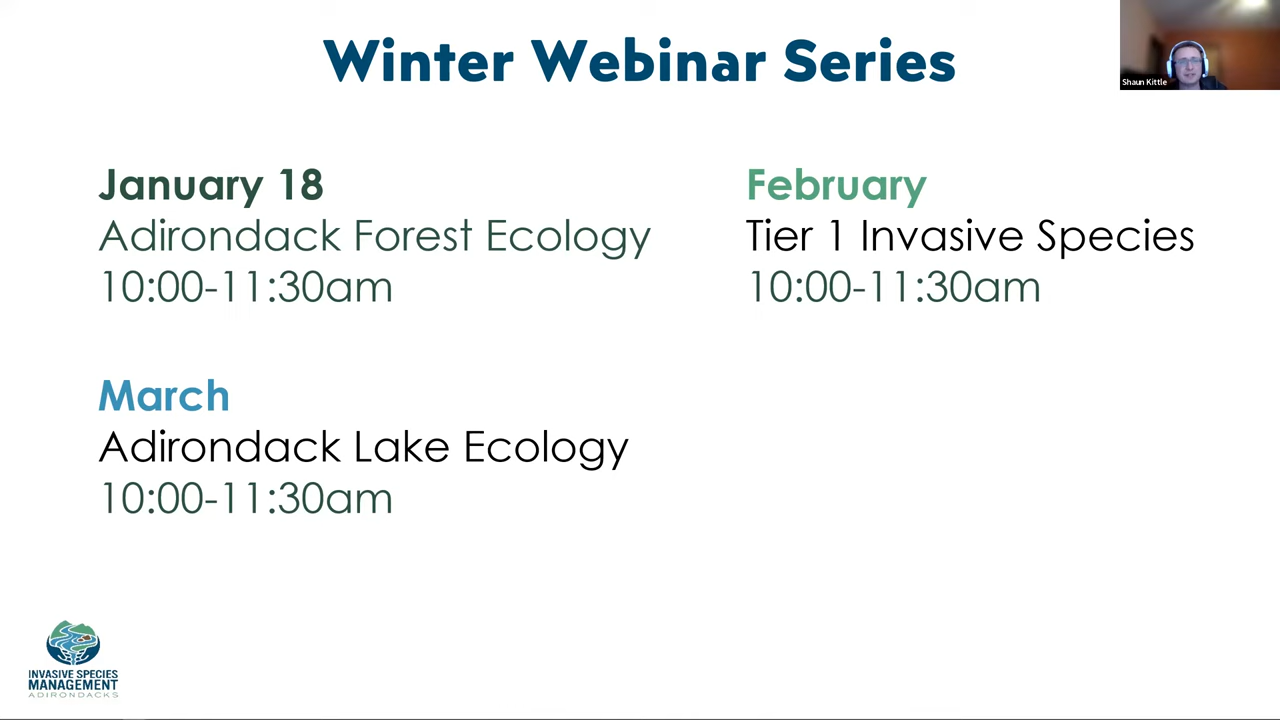 Winter Webinar Series
Shaun Kittle
January 18
Adirondack Forest Ecology
10:00-11:30am
February
Tier 1 Invasive Species
10:00-11:30am
March
Adirondack Lake Ecology
10:00-11:30am
INVASIVE SPECIES
MANAGEMENT
ADIRONDACKS